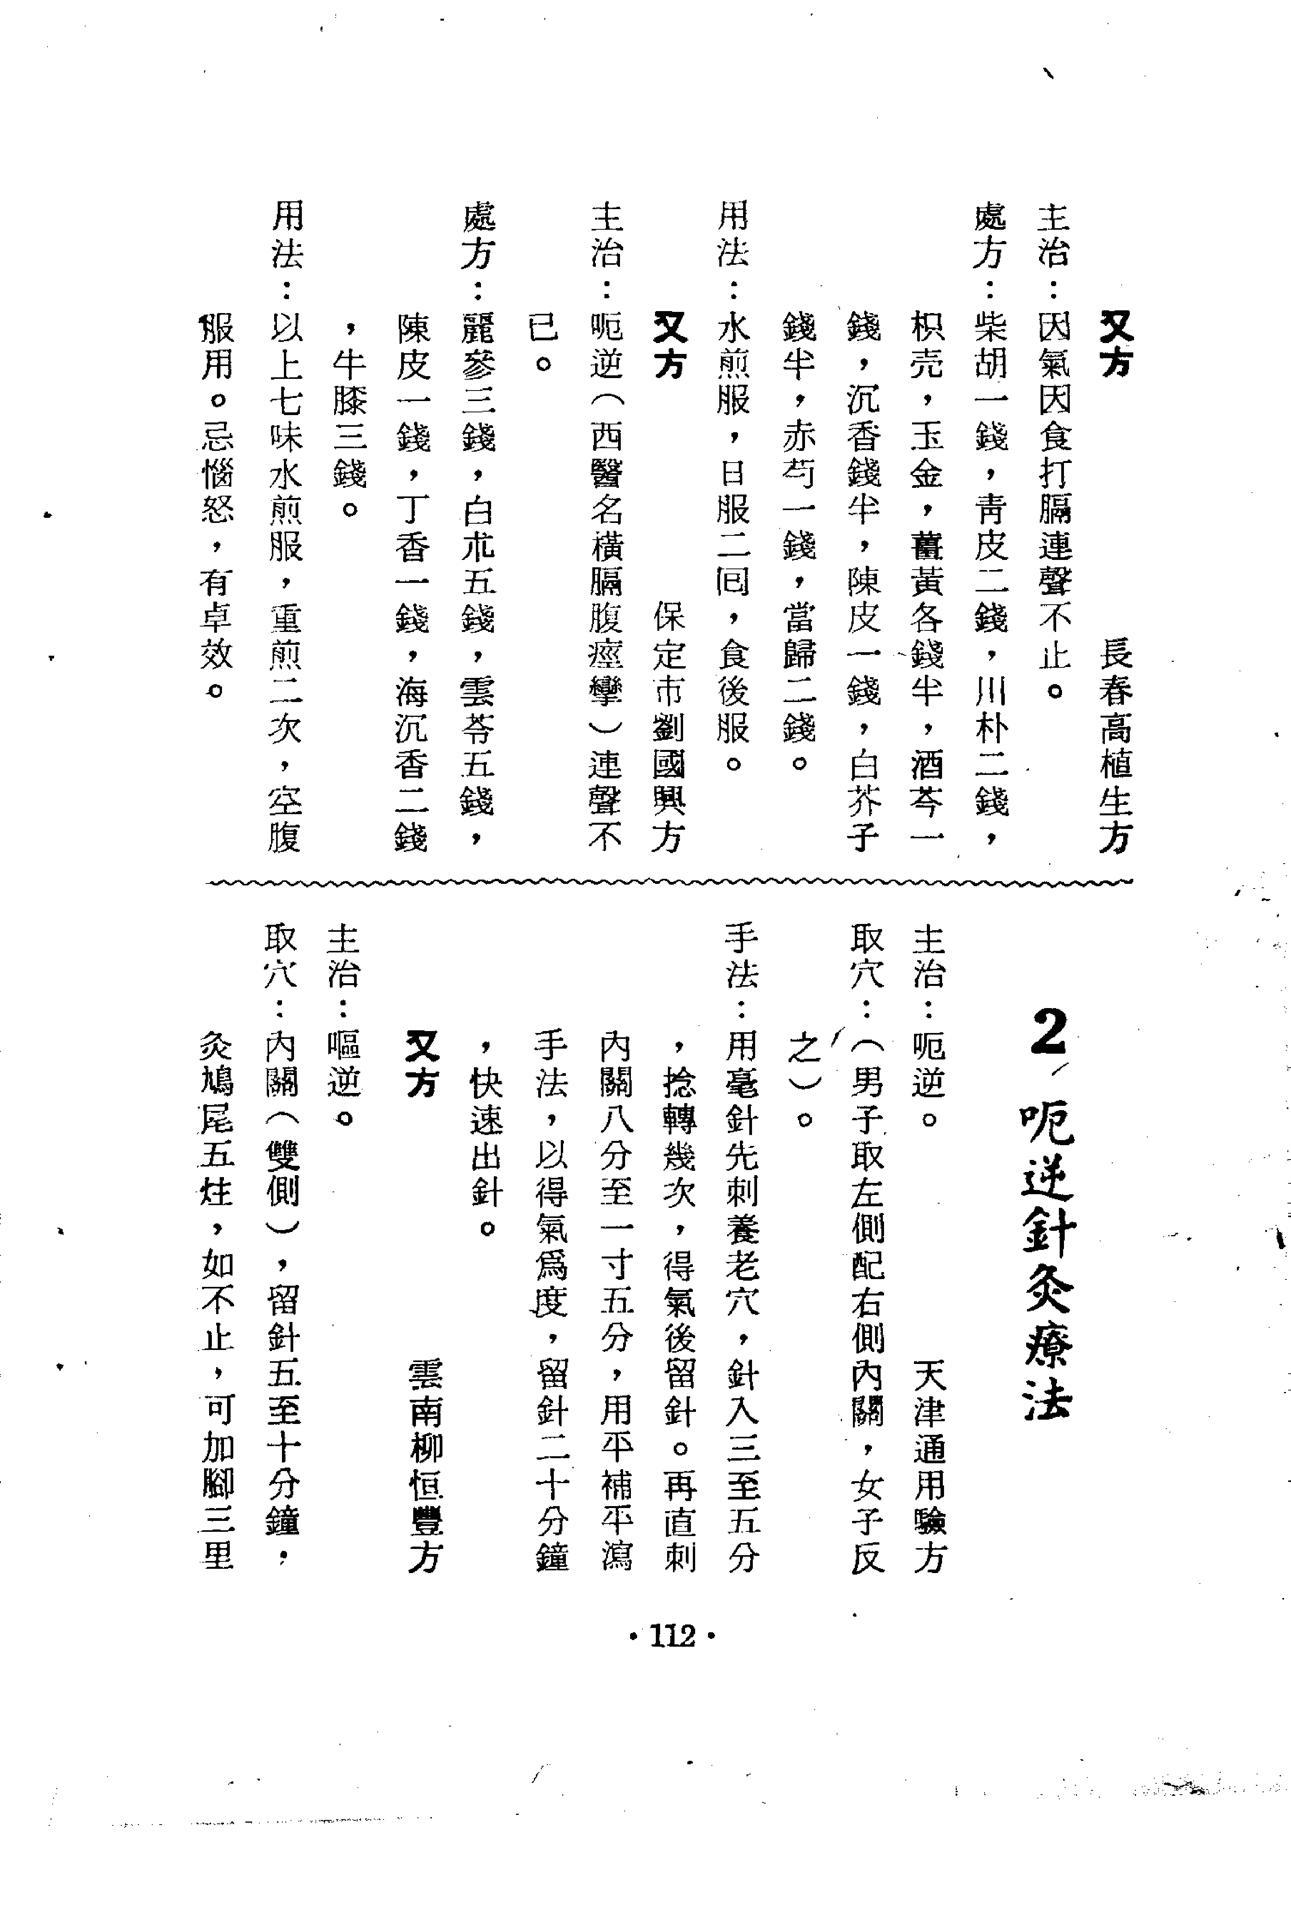 又方　長春高植生方
主治：因氣因食打膈連聲不止。
處方：柴胡一錢，靑皮二錢，川朴二錢，
枳壳，玉金，薑黃各錢半，酒芩一
錢，沉香錢半，陳皮一錢，白芥子
錢半，赤芍一錢，當歸二錢。
用法：水煎服，日服二囘，食後服。
又方　保定市劉國興方
主治：呃逆（西醫名橫膈腹痙攣）連聲不
已。
處方：麗參三錢，白朮五錢，雲苓五錢，
陳皮一錢，丁香一錢，海沉香二錢
，牛膝三錢。
用法：以上七味水煎服，重煎二次，空腹
服用。忌惱怒，有卓效。
2 呃逆針灸療法
主治：呃逆。　天津通用驗方
取穴：（男子取左側配右側內關，女子反
之）。
手法：用毫針先刺養老穴，針入三至五分
，捻轉幾次，得氣後留針。再直刺
內關八分至一寸五分，用平補平瀉
手法，以得氣爲度，留針二十分鐘
，快速出針。
又方　雲南柳恒豐方
主治：嘔逆。
取穴：內關（雙側），留針五至十分鐘，
灸鳩尾五炷，如不止，可加腳三里
·112·